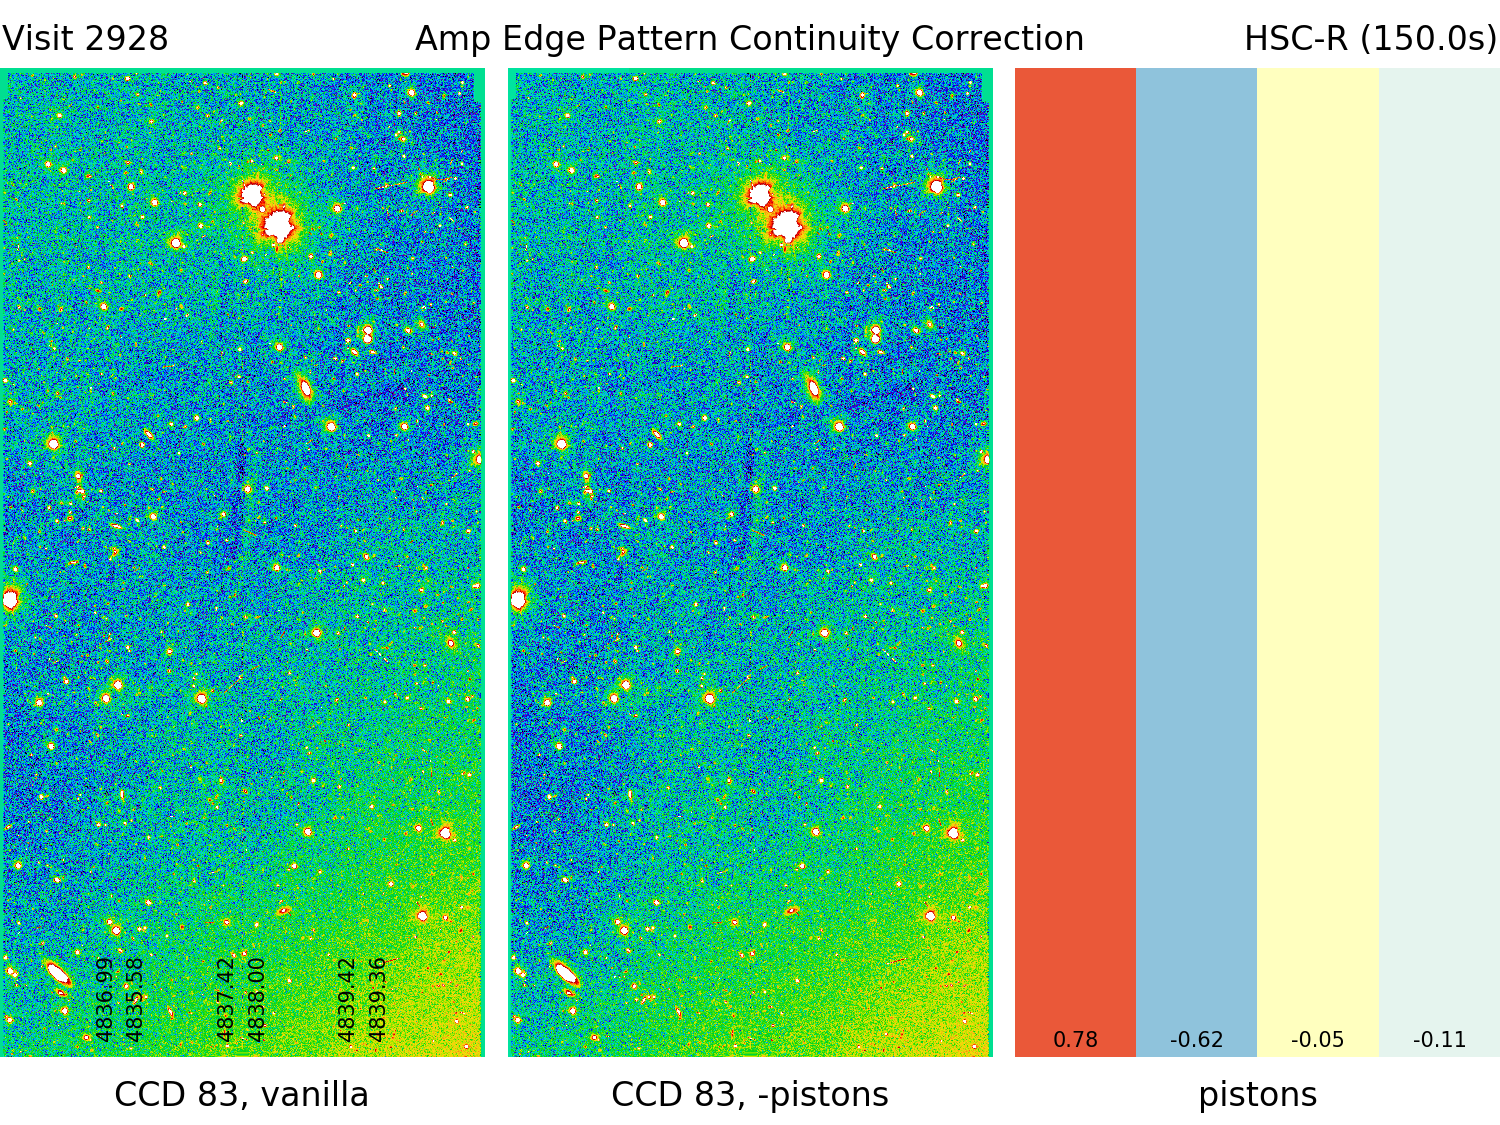 Visit 2928 Amp Edge Pattern Continuity Correction HSC-R (150.0s)
4836.99
4835.58
4837.42
4838.00
4839.42
4839.36
0.78 -0.62 -0.05 -0.11
CCD 83, vanilla CCD 83, -pistons pistons